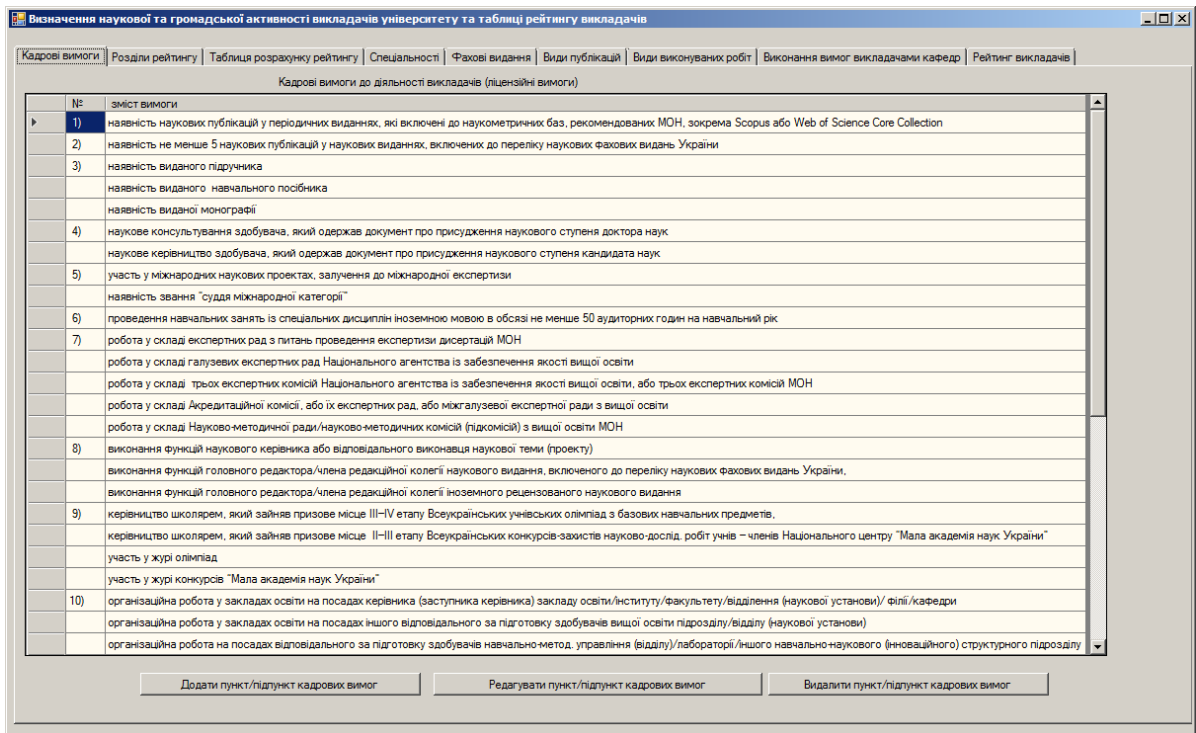 Визначення наукової та громадської активності викладачів університету та таблиці рейтингу викладачів
Кадрові вимоги Розділи рейтингу Таблиця розрахунку рейтингу Спеціальності Фахові видання Види публікацій Види виконуваних робіт Виконання вимог викладачами кафедр Рейтинг викладачів
Кадрові вимоги до діяльності викладачів (ліцензійні вимоги)
№ зміст вимоги
1) наявність наукових публікацій у періодичних виданнях, які включені до наукометричних баз, рекомендованих МОН, зокрема Scopus або Web of Science Core Collection
2) наявність не менше 5 наукових публікацій у наукових виданнях, включених до переліку наукових фахових видань України
3) наявність виданого підручника
наявність виданого навчального посібника
наявність виданої монографії
4) наукове консультування здобувача, який одержав документ про присудження наукового ступеня доктора наук
наукове керівництво здобувача, який одержав документ про присудження наукового ступеня кандидата наук
5) участь у міжнародних наукових проектах, залучення до міжнародної експертизи
наявність звання "суддя міжнародної категорії"
6) проведення навчальних занять із спеціальних дисциплін іноземною мовою в обсязі не менше 50 аудиторних годин на навчальний рік
7) робота у складі експертних рад з питань проведення експертизи дисертацій МОН
робота у складі галузевих експертних рад Національного агентства із забезпечення якості вищої освіти
робота у складі трьох експертних комісій Національного агентства із забезпечення якості вищої освіти, або трьох експертних комісій МОН
робота у складі Акредитаційної комісії, або їх експертних рад, або міжгалузевої експертної ради з вищої освіти
робота у складі Науково-методичної ради/науково-методичних комісій (підкомісій) з вищої освіти МОН
8) виконання функцій наукового керівника або відповідального виконавця наукової теми (проекту)
виконання функцій головного редактора/члена редакційної колегії наукового видання, включеного до переліку наукових фахових видань України,
виконання функцій головного редактора/члена редакційної колегії іноземного рецензованого наукового видання
9) керівництво школярем, який зайняв призове місце III–IV етапу Всеукраїнських учнівських олімпіад з базових навчальних предметів,
керівництво школярем, який зайняв призове місце II–III етапу Всеукраїнських конкурсів-захистів науково-дослід. робіт учнів – членів Національного центру "Мала академія наук України"
участь у журі олімпіад
участь у журі конкурсів "Мала академія наук України"
10) організаційна робота у закладах освіти на посадах керівника (заступника керівника) закладу освіти/інституту/факультету/відділення (наукової установи)/ філії/кафедри
організаційна робота у закладах освіти на посадах іншого відповідального за підготовку здобувачів вищої освіти підрозділу/відділу (наукової установи)
організаційна робота на посадах відповідального за підготовку здобувачів навчально-метод. управління (відділу)/лабораторії/іншого навчально-наукового (інноваційного) структурного підрозділу
Додати пункт/підпункт кадрових вимог Редагувати пункт/підпункт кадрових вимог Видалити пункт/підпункт кадрових вимог